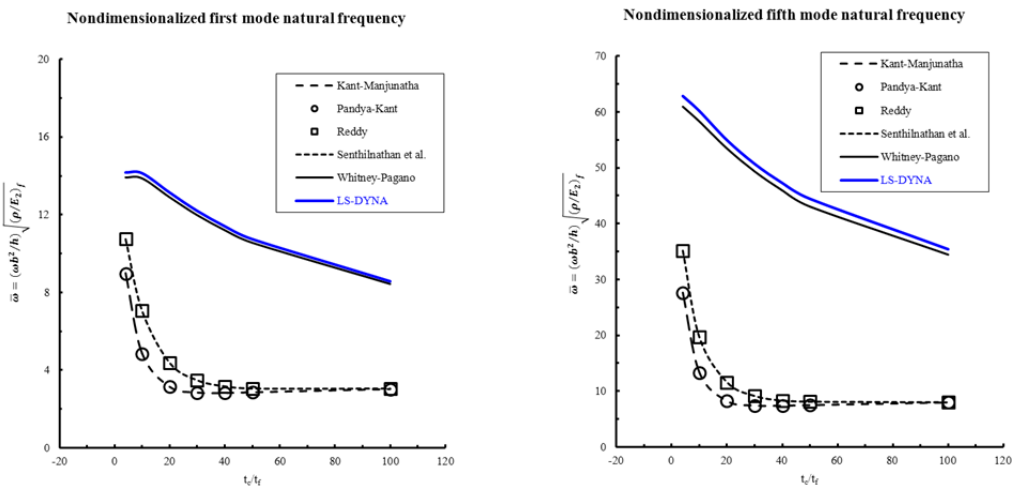 Nondimensionalized first mode natural frequency
20
16
12
8
4
0
-20
0
20
40
60
80
100
120
ω̅ = (ωb²/h)√(ρ/E₂)f
tc/tf
Kant-Manjunatha
Pandya-Kant
Reddy
Senthilnathan et al.
Whitney-Pagano
LS-DYNA
Nondimensionalized fifth mode natural frequency
70
60
50
40
30
20
10
0
-20
0
20
40
60
80
100
120
ω̅ = (ωb²/h)√(ρ/E₂)f
tc/tf
Kant-Manjunatha
Pandya-Kant
Reddy
Senthilnathan et al.
Whitney-Pagano
LS-DYNA